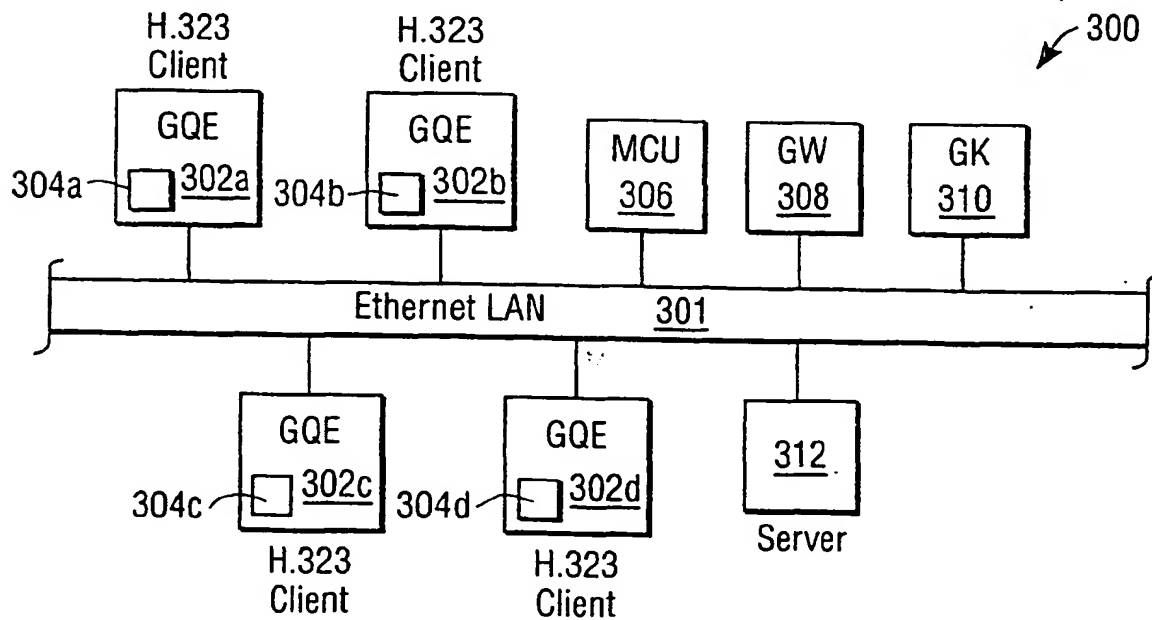 300
H.323
Client
H.323
Client
GQE
302a
304a
GQE
302b
304b
MCU
306
GW
308
GK
310
Ethernet LAN 301
GQE
302c
304c
GQE
302d
304d
312
H.323
Client
H.323
Client
Server